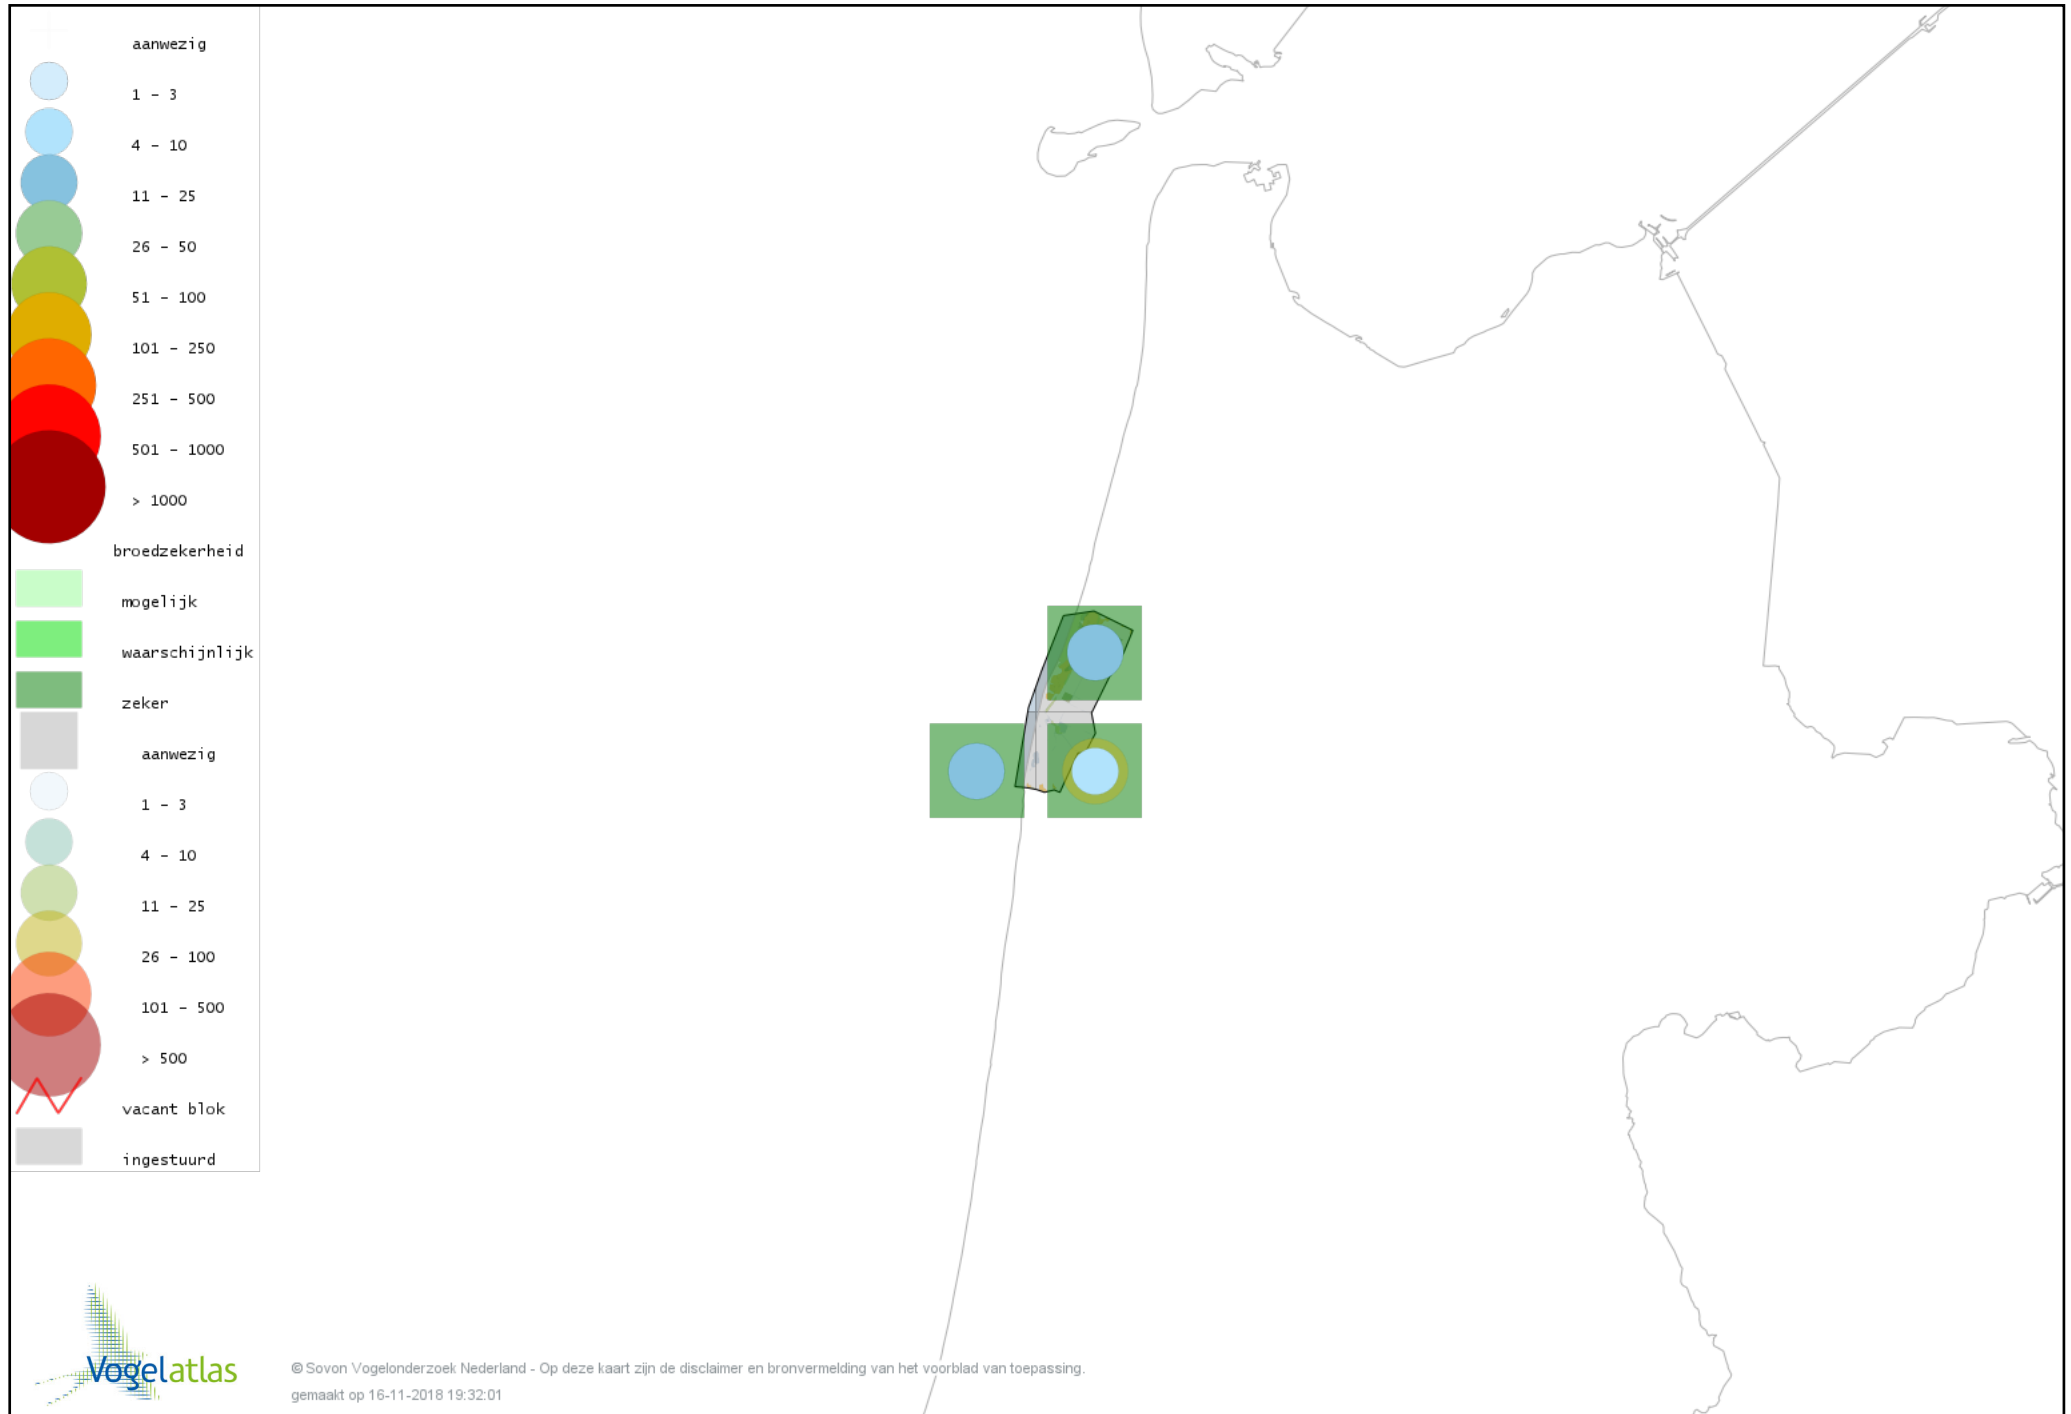 aanwezig
1 – 3
4 – 10
11 – 25
26 – 50
51 – 100
101 – 250
251 – 500
501 – 1000
> 1000
broedzekerheid
mogelijk
waarschijnlijk
zeker
aanwezig
1 – 3
4 – 10
11 – 25
26 – 100
101 – 500
> 500
vacant blok
ingestuurd
Vogelatlas
© Sovon Vogelonderzoek Nederland - Op deze kaart zijn de disclaimer en bronvermelding van het voorblad van toepassing.
gemaakt op 16-11-2018 19:32:01